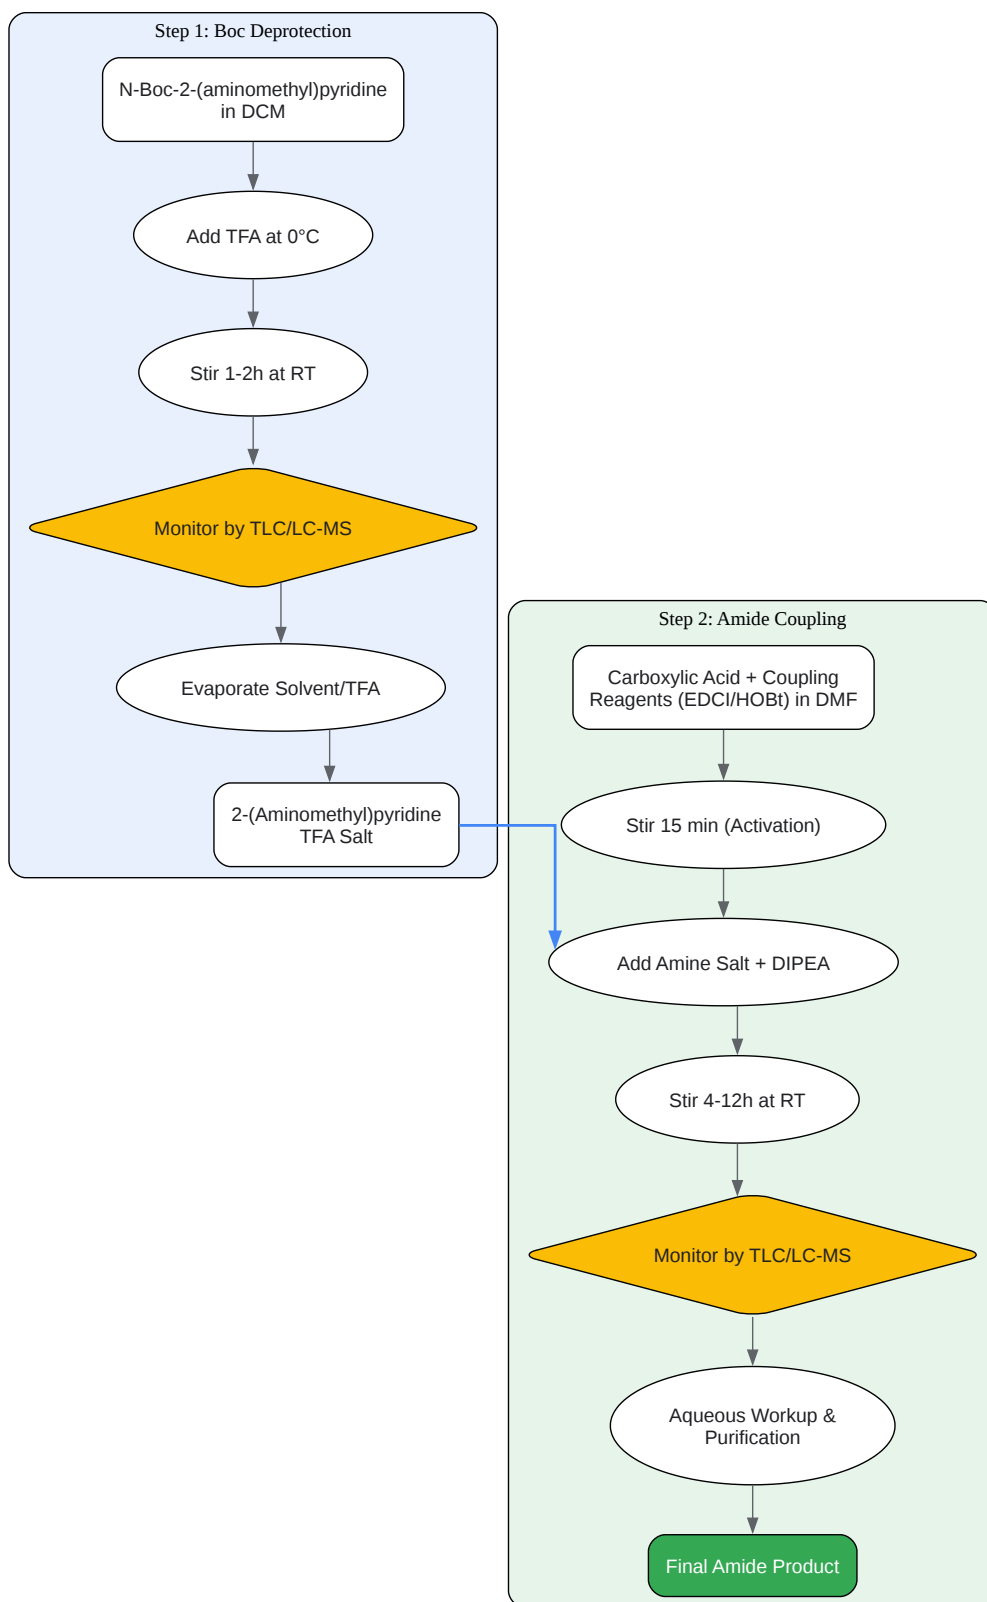 Step 1: Boc Deprotection
N-Boc-2-(aminomethyl)pyridine
in DCM
Add TFA at 0°C
Stir 1-2h at RT
Monitor by TLC/LC-MS
Evaporate Solvent/TFA
2-(Aminomethyl)pyridine
TFA Salt
Step 2: Amide Coupling
Carboxylic Acid + Coupling
Reagents (EDCI/HOBt) in DMF
Stir 15 min (Activation)
Add Amine Salt + DIPEA
Stir 4-12h at RT
Monitor by TLC/LC-MS
Aqueous Workup &
Purification
Final Amide Product